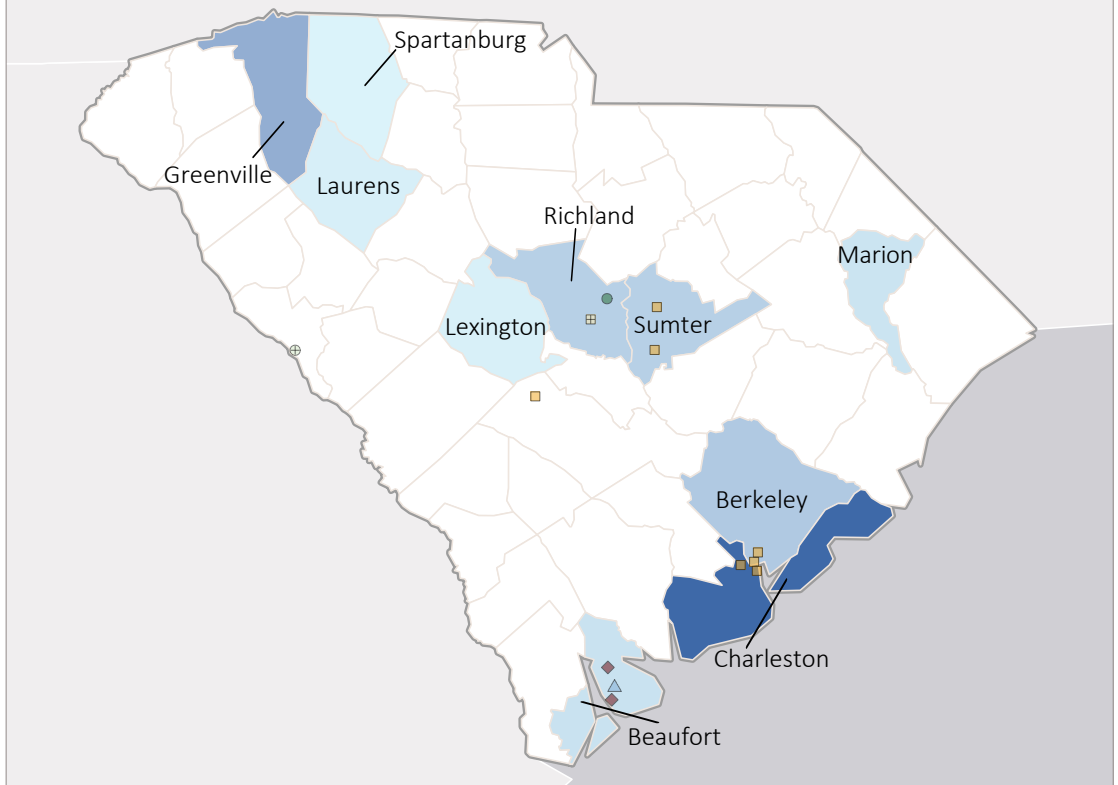 Spartanburg
Greenville
Laurens
Richland
Marion
Lexington
Sumter
Berkeley
Charleston
Beaufort